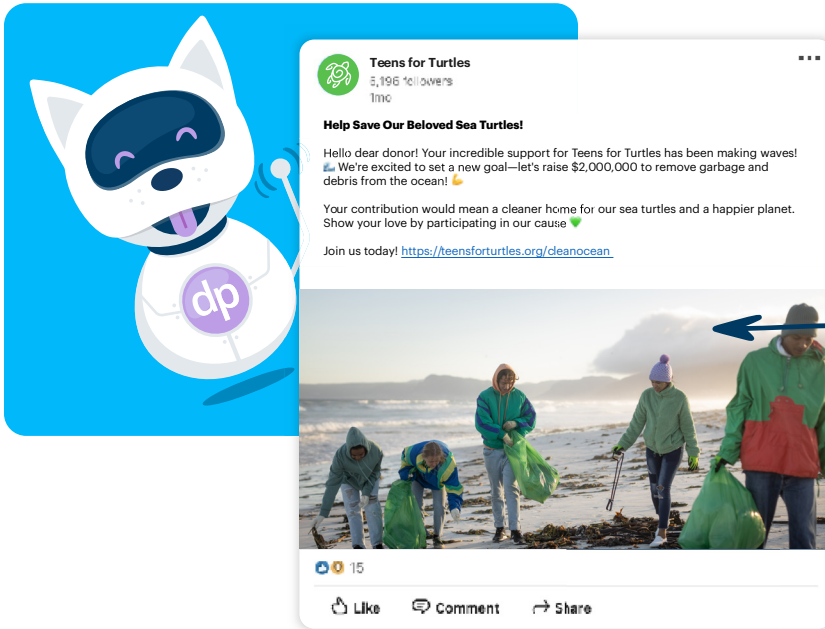 dp
Teens for Turtles
6,196 followers
1mo
Help Save Our Beloved Sea Turtles!
Hello dear donor! Your incredible support for Teens for Turtles has been making waves!
🌊 We're excited to set a new goal—let's raise $2,000,000 to remove garbage and
debris from the ocean! 💪
Your contribution would mean a cleaner home for our sea turtles and a happier planet.
Show your love by participating in our cause 💚
Join us today! https://teensforturtles.org/cleanocean
15
Like Comment Share